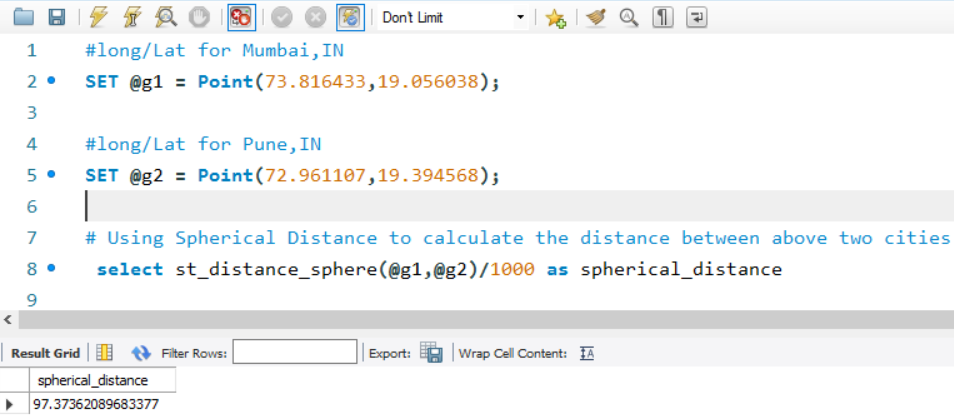 Don't Limit
1 #long/Lat for Mumbai,IN
2 SET @g1 = Point(73.816433,19.056038);
3
4 #long/Lat for Pune,IN
5 SET @g2 = Point(72.961107,19.394568);
6
7 # Using Spherical Distance to calculate the distance between above two cities
8 select st_distance_sphere(@g1,@g2)/1000 as spherical_distance
9
Result Grid Filter Rows: Export: Wrap Cell Content: IA
spherical_distance
97.37362089683377